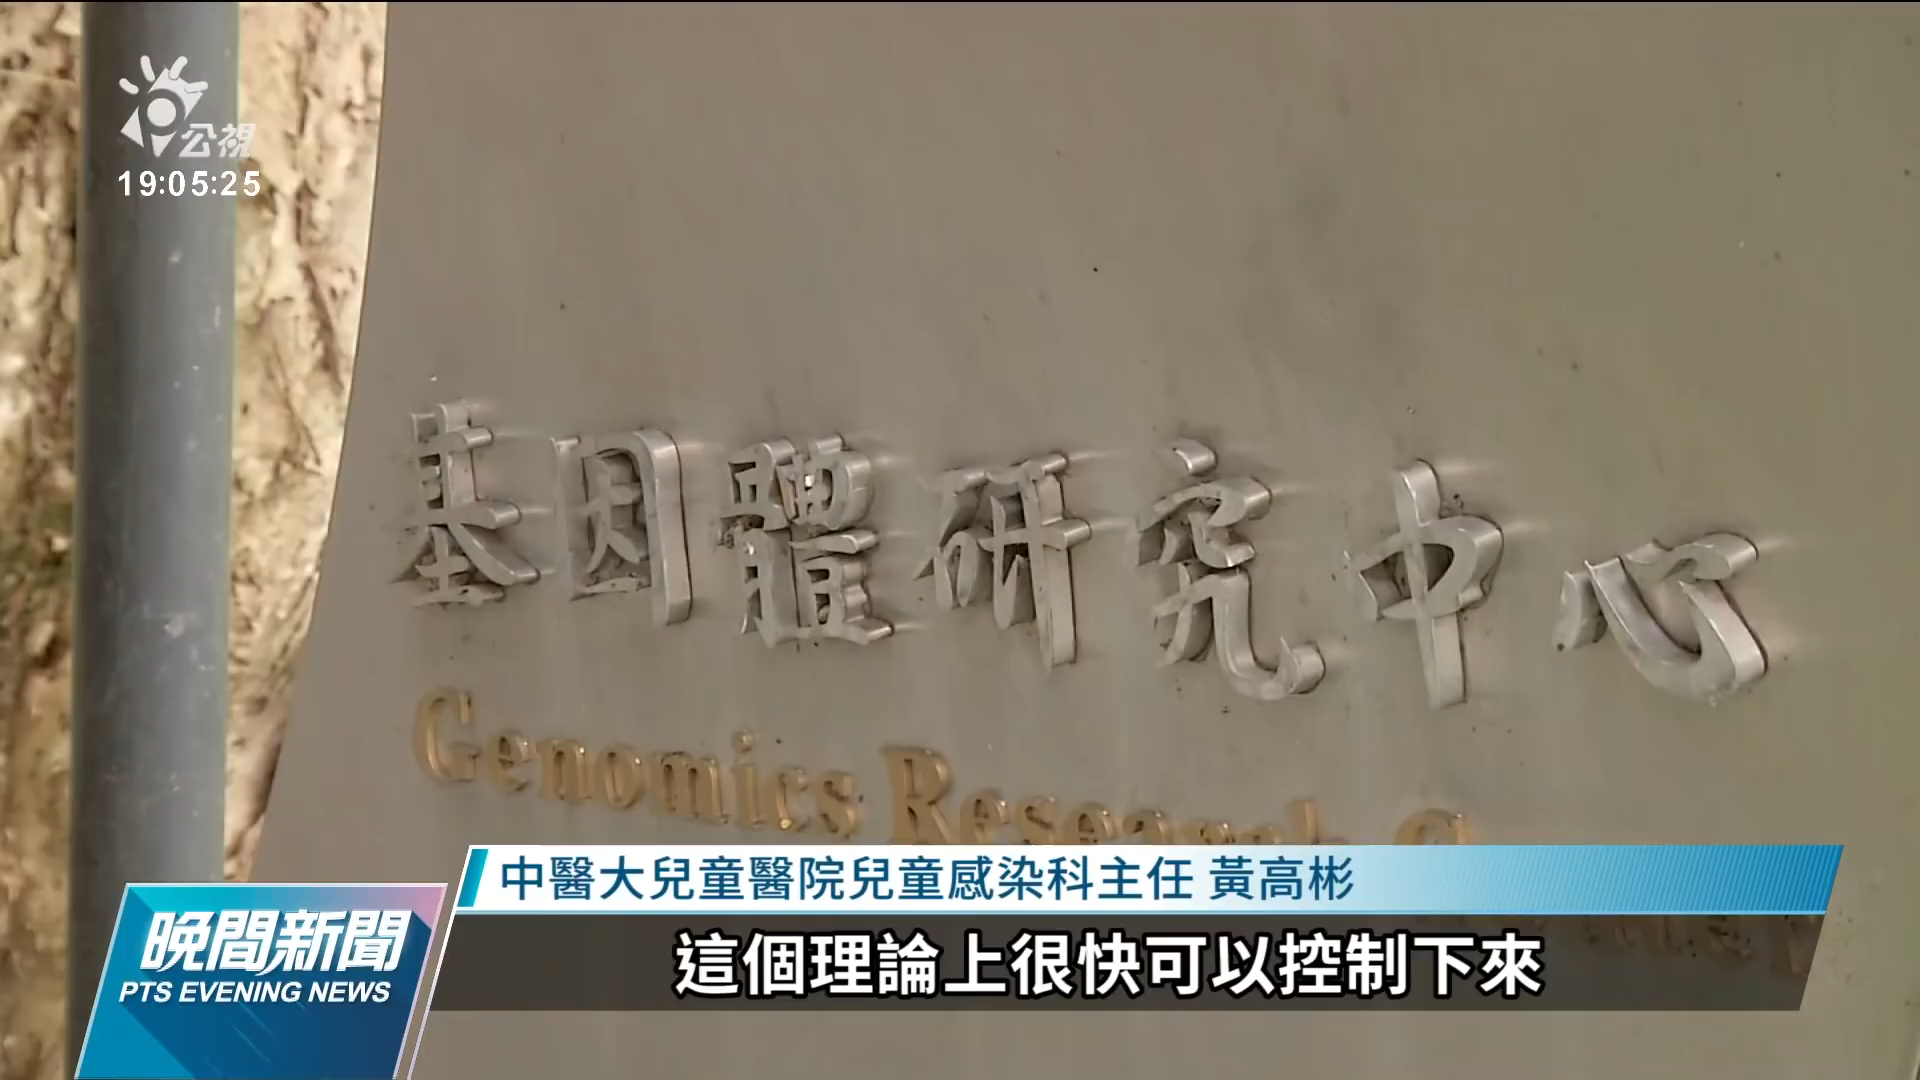 公視
19:05:25
基因體研究中心
Genomics Research
中醫大兒童醫院兒童感染科主任 黃高彬
這個理論上很快可以控制下來
晚間新聞
PTS EVENING NEWS